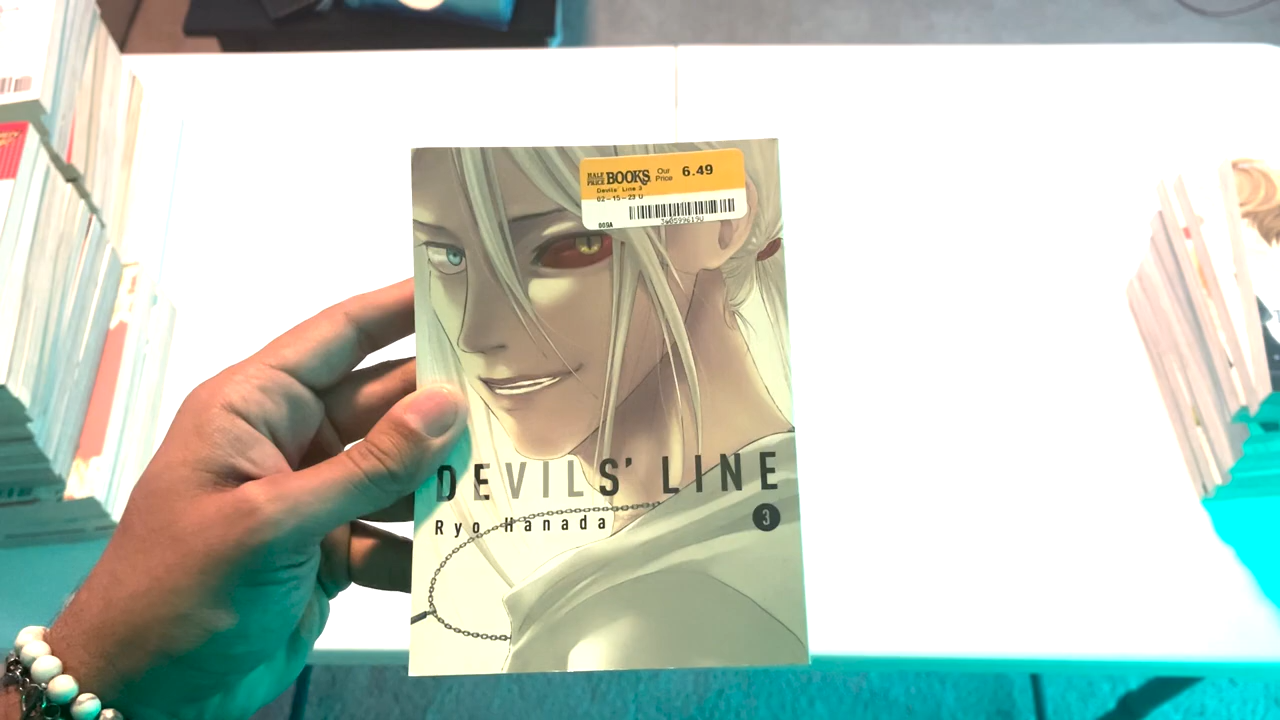 HALF PRICE BOOKS Our Price 6.49
Devils' Line 3
02-15-23 U
009A
DEVILS' LINE
Ryo Hanada
3